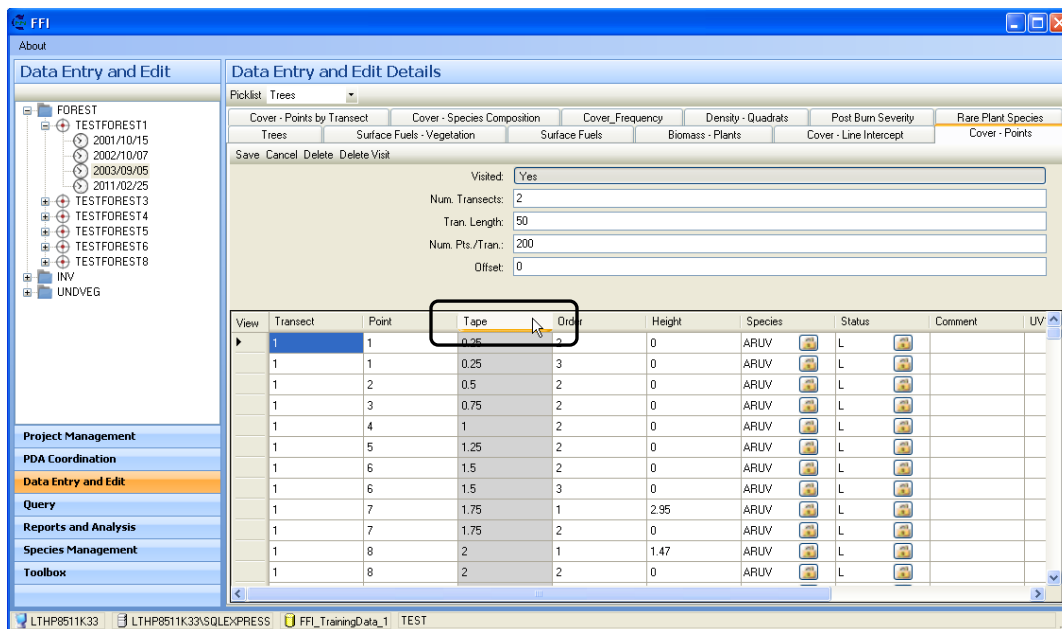 FFI
About
Data Entry and Edit
FOREST
TESTFOREST1
2001/10/15
2002/10/07
2003/09/05
2011/02/25
TESTFOREST3
TESTFOREST4
TESTFOREST5
TESTFOREST6
TESTFOREST8
INV
UNDVEG
Project Management
PDA Coordination
Data Entry and Edit
Query
Reports and Analysis
Species Management
Toolbox
Data Entry and Edit Details
Picklist Trees
Cover - Points by Transect Cover - Species Composition Cover_Frequency Density - Quadrats Post Burn Severity Rare Plant Species
Trees Surface Fuels - Vegetation Surface Fuels Biomass - Plants Cover - Line Intercept Cover - Points
Save Cancel Delete Delete Visit
Visited: Yes
Num. Transects: 2
Tran. Length: 50
Num. Pts./Tran.: 200
Offset: 0
View Transect Point Tape Order Height Species Status Comment
1 1 0.25 2 0 ARUV L
1 1 0.25 3 0 ARUV L
1 2 0.5 2 0 ARUV L
1 3 0.75 2 0 ARUV L
1 4 1 2 0 ARUV L
1 5 1.25 2 0 ARUV L
1 6 1.5 2 0 ARUV L
1 6 1.5 3 0 ARUV L
1 7 1.75 1 2.95 ARUV L
1 7 1.75 2 0 ARUV L
1 8 2 1 1.47 ARUV L
1 8 2 2 0 ARUV L
LTHP8511K33 LTHP8511K33\SQLEXPRESS FFI_TrainingData_1 TEST